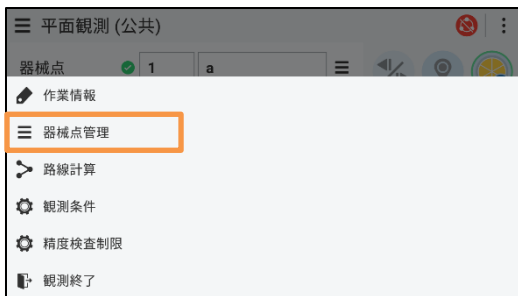 平面観測 (公共)
器械点 1 a
作業情報
器械点管理
路線計算
観測条件
精度検査制限
観測終了